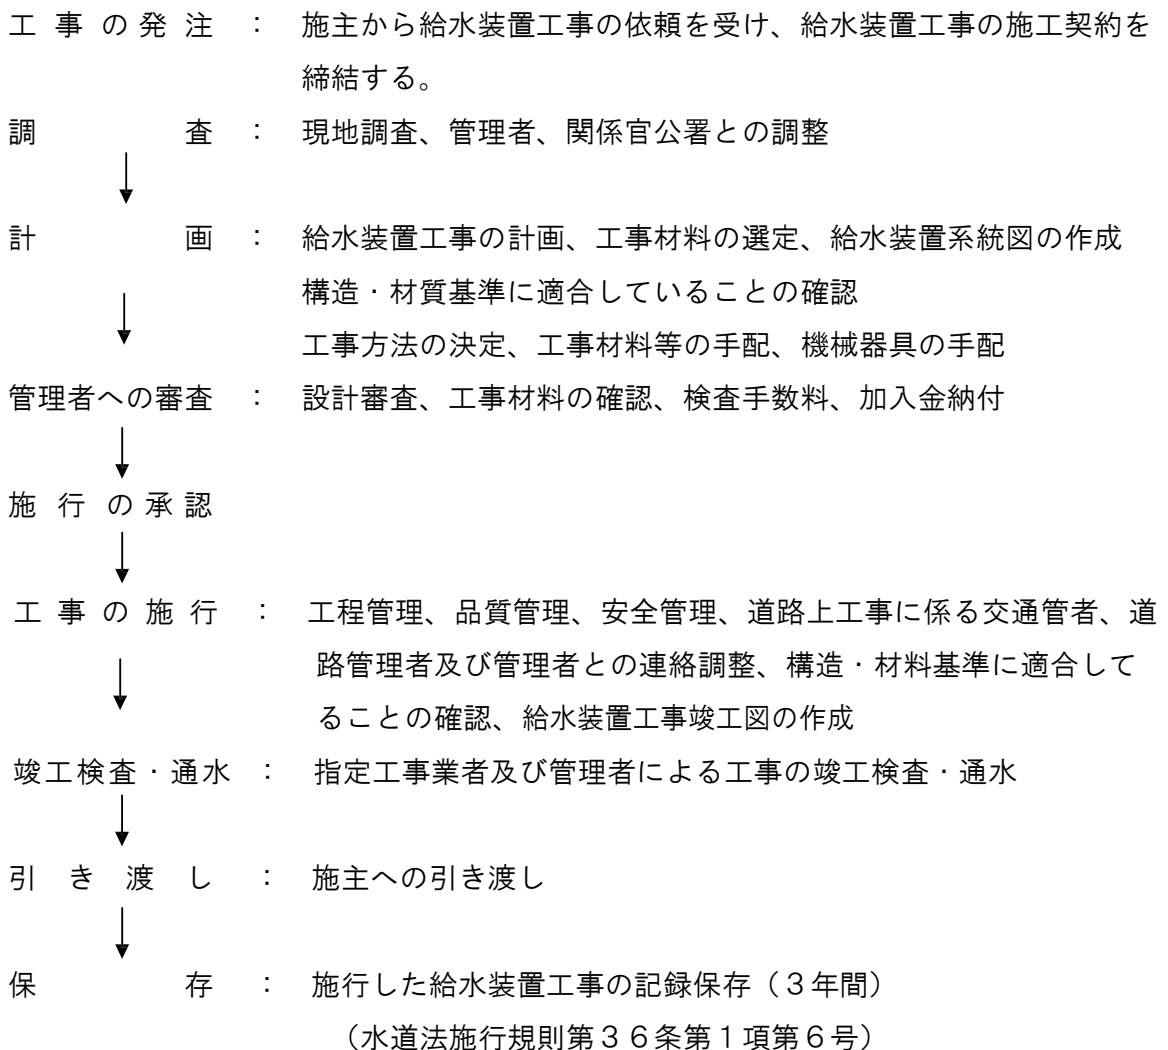 工事の発注 : 施主から給水装置工事の依頼を受け、給水装置工事の施工契約を
締結する。
調査 : 現地調査、管理者、関係官公署との調整
計画 : 給水装置工事の計画、工事材料の選定、給水装置系統図の作成
構造・材質基準に適合していることの確認
工事方法の決定、工事材料等の手配、機械器具の手配
管理者への審査 : 設計審査、工事材料の確認、検査手数料、加入金納付
施行の承認
工事の施行 : 工程管理、品質管理、安全管理、道路上工事に係る交通管者、道
路管理者及び管理者との連絡調整、構造・材料基準に適合して
ることの確認、給水装置工事竣工図の作成
竣工検査・通水 : 指定工事業者及び管理者による工事の竣工検査・通水
引き渡し : 施主への引き渡し
保存 : 施行した給水装置工事の記録保存（３年間）
（水道法施行規則第３６条第１項第６号）